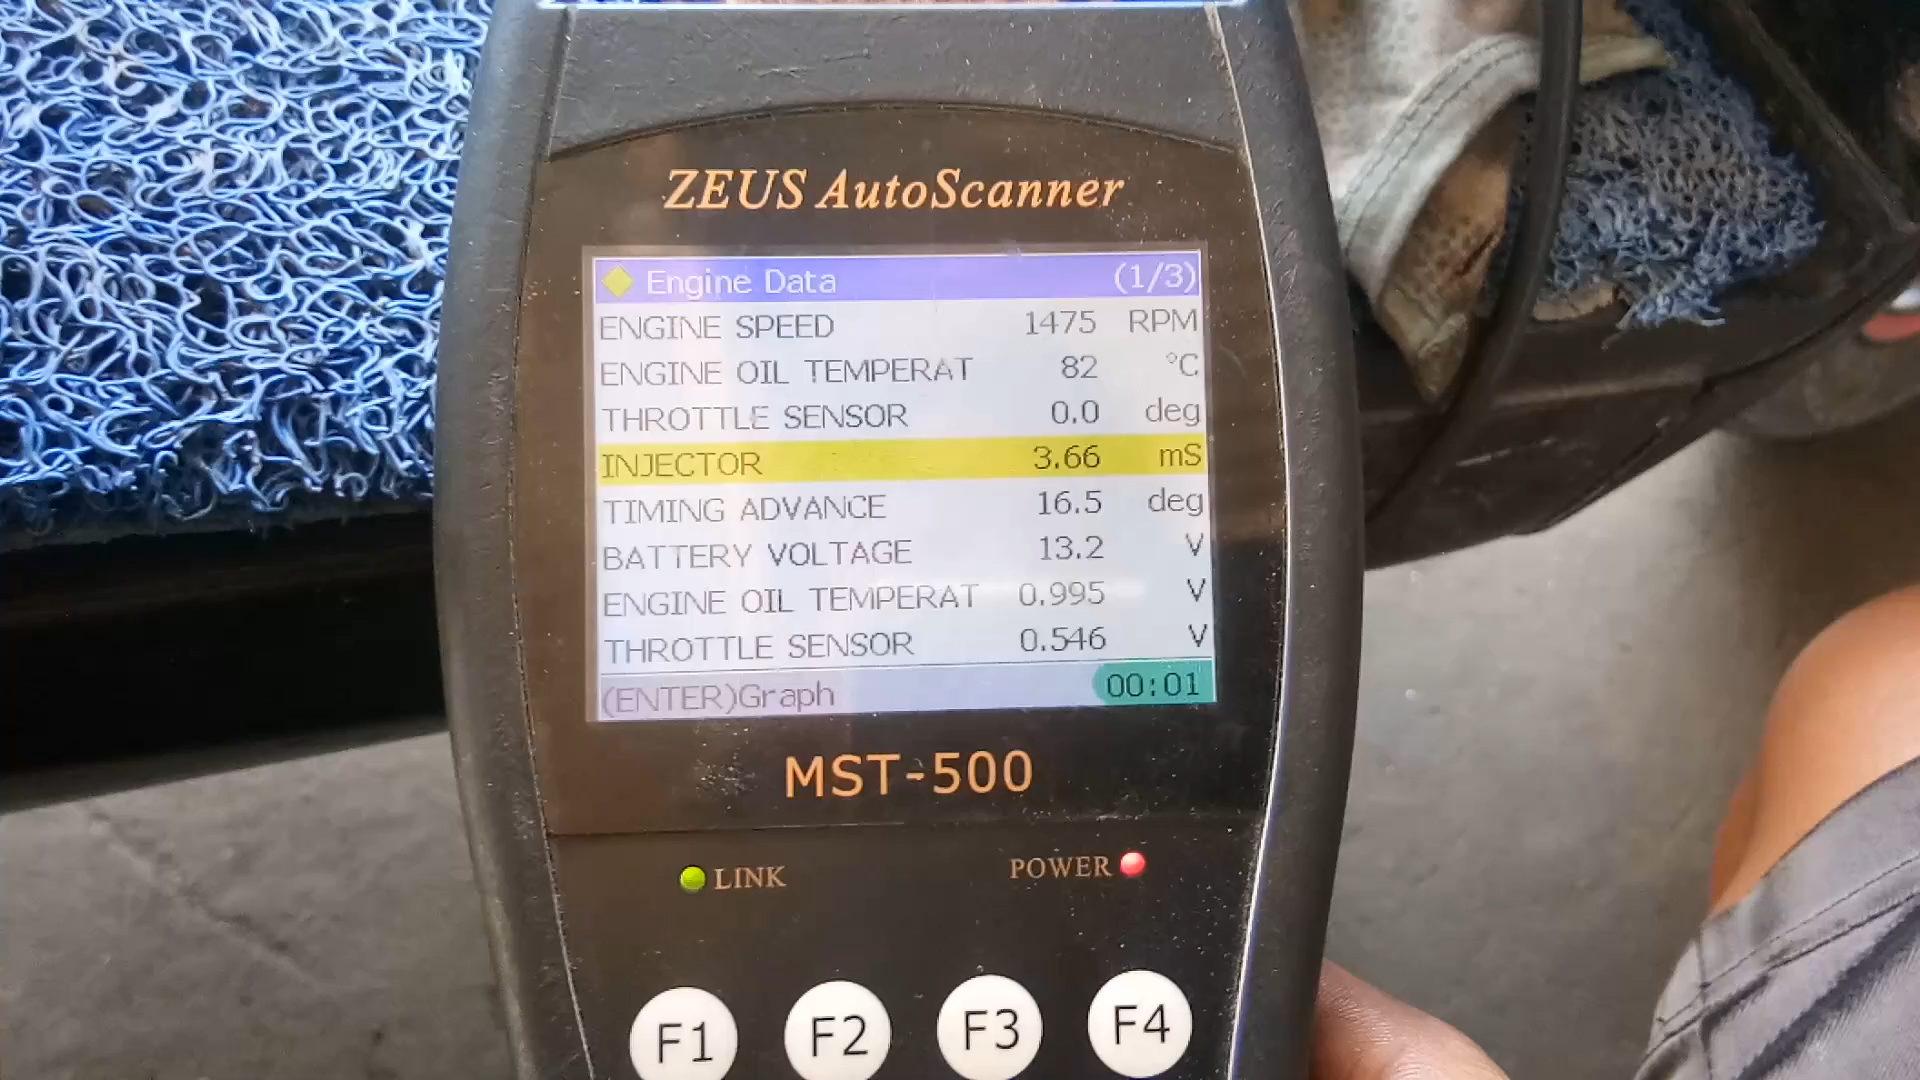 ZEUS AutoScanner
Engine Data (1/3)
ENGINE SPEED 1475 RPM
ENGINE OIL TEMPERAT 82 °C
THROTTLE SENSOR 0.0 deg
INJECTOR 3.66 mS
TIMING ADVANCE 16.5 deg
BATTERY VOLTAGE 13.2 V
ENGINE OIL TEMPERAT 0.995 V
THROTTLE SENSOR 0.546 V
(ENTER)Graph 00:01
MST-500
LINK POWER
F1 F2 F3 F4